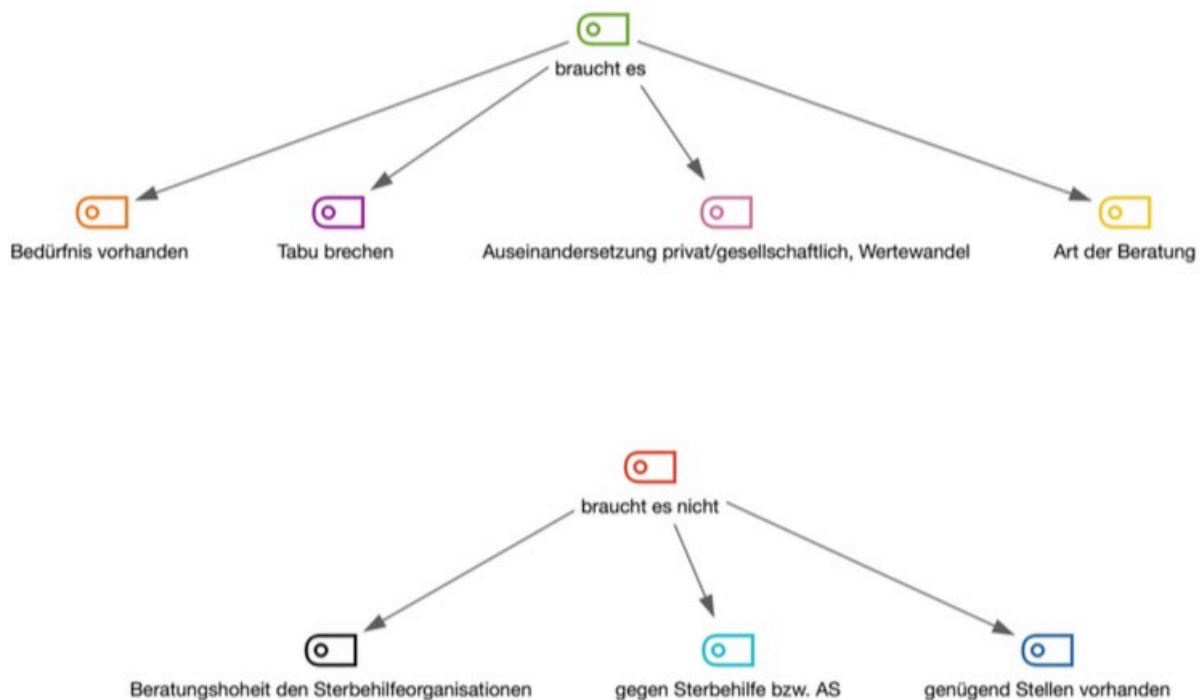 braucht es
Bedürfnis vorhanden
Tabu brechen
Auseinandersetzung privat/gesellschaftlich, Wertewandel
Art der Beratung
braucht es nicht
Beratungshoheit den Sterbehilfeorganisationen
gegen Sterbehilfe bzw. AS
genügend Stellen vorhanden